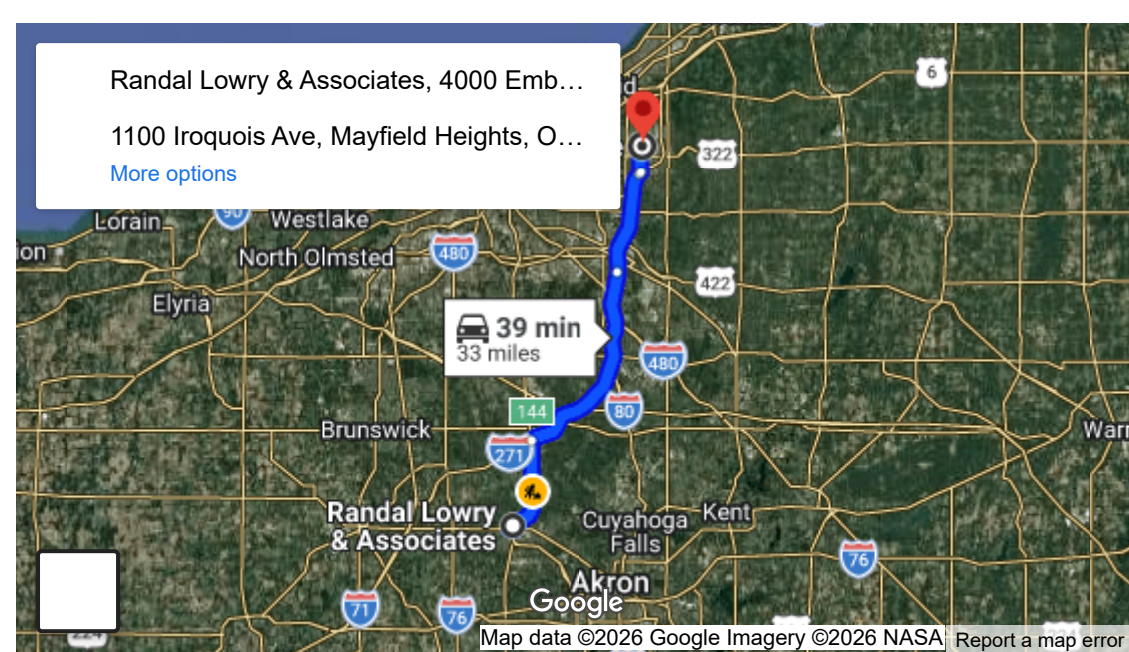 Randal Lowry & Associates, 4000 Emb…
1100 Iroquois Ave, Mayfield Heights, O…
More options
6
322
Lorain
90
Westlake
North Olmsted
480
422
Elyria
39 min
33 miles
480
144
80
Brunswick
271
Randal Lowry
& Associates
Cuyahoga
Falls
Kent
76
Akron
Google
71
76
224
Map data ©2026 Google Imagery ©2026 NASA
Report a map error